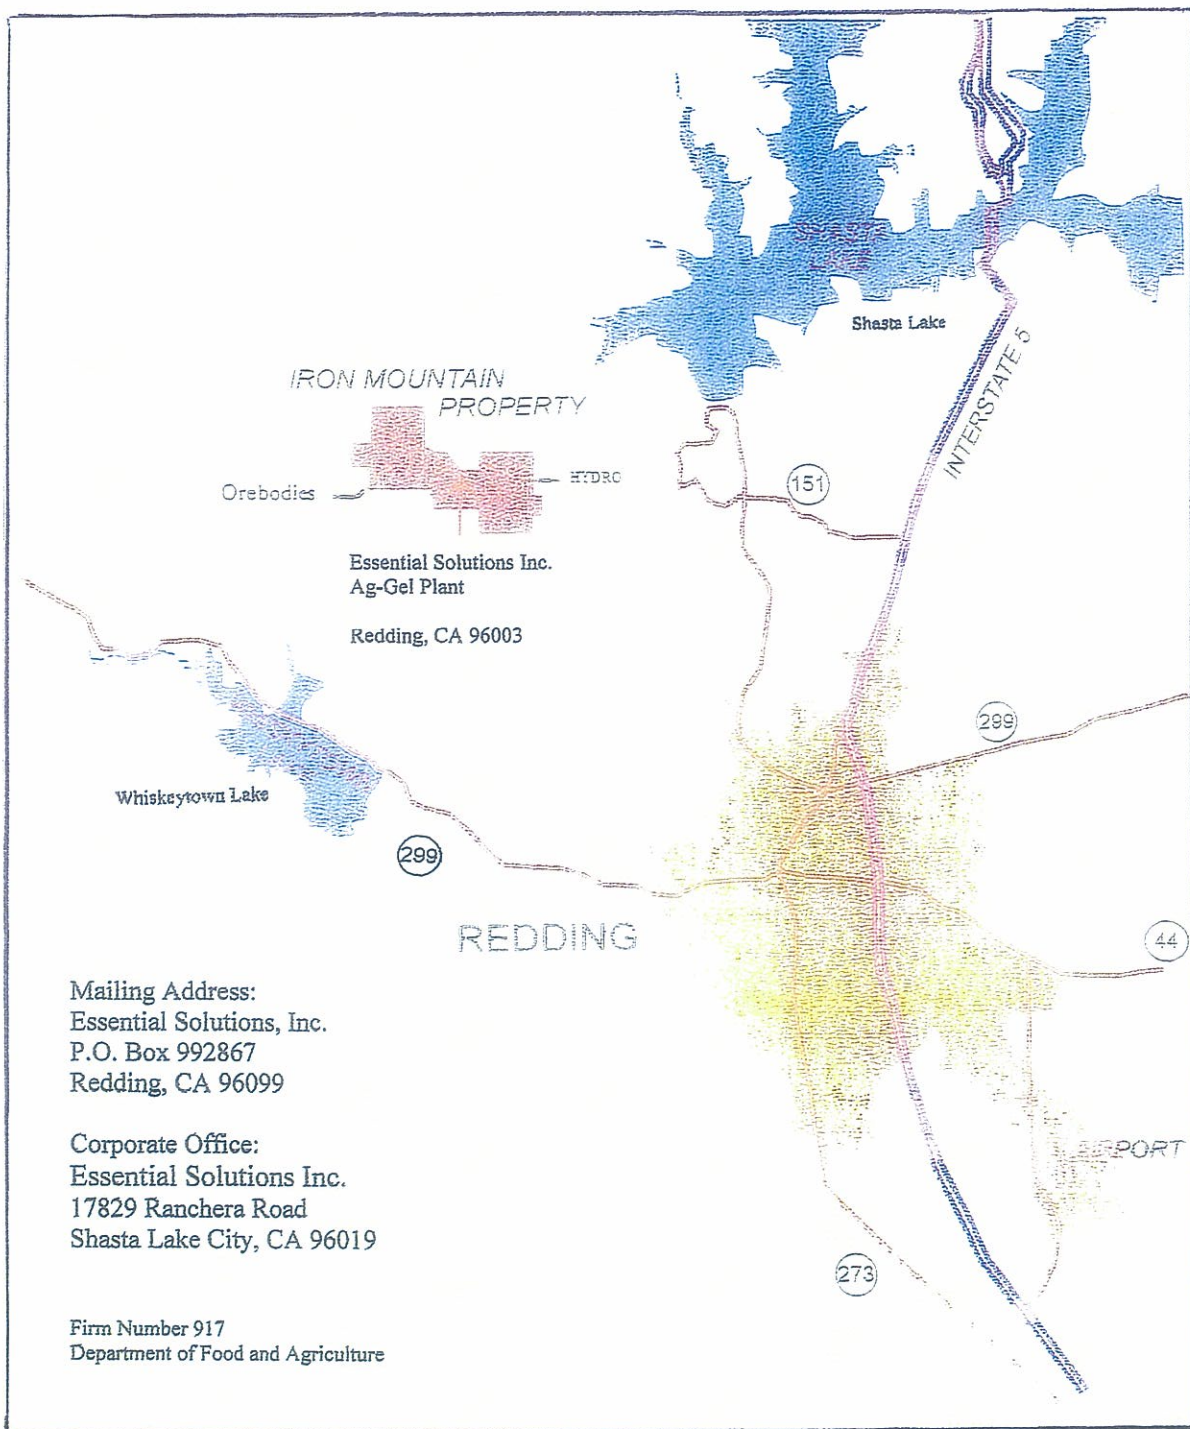 SHASTA
LAKE
Shasta Lake
INTERSTATE 5
IRON MOUNTAIN
PROPERTY
Orebodies
HYDRO
151
Essential Solutions Inc.
Ag-Gel Plant
Redding, CA 96003
299
Whiskeytown Lake
299
REDDING
44
Mailing Address:
Essential Solutions, Inc.
P.O. Box 992867
Redding, CA 96099
Corporate Office:
Essential Solutions Inc.
17829 Ranchera Road
Shasta Lake City, CA 96019
AIRPORT
273
Firm Number 917
Department of Food and Agriculture